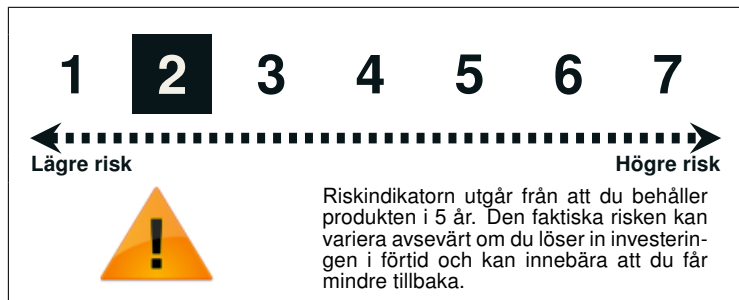 1 2 3 4 5 6 7
Lägre risk Högre risk
!
Riskindikatorn utgår från att du behåller
produkten i 5 år. Den faktiska risken kan
variera avsevärt om du löser in investerin-
gen i förtid och kan innebära att du får
mindre tillbaka.